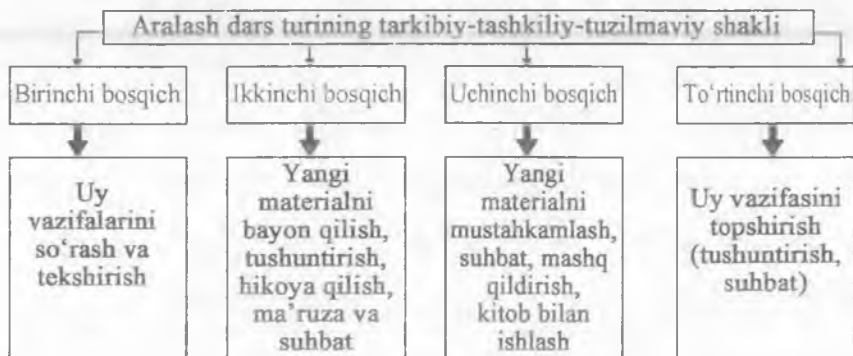 Aralash dars turining tarkibiy-tashkiliy-tuzilmaviy shakli
Birinchi bosqich
Ikkinchi bosqich
Uchinchi bosqich
To‘rtinchi bosqich
Uy
vazifalarini
so‘rash va
tekshirish
Yangi
materialni
bayon qilish,
tushuntirish,
hikoya qilish,
ma’ruza va
suhbat
Yangi
materialni
mustahkamlash,
suhbat, mashq
qildirish,
kitob bilan
ishlash
Uy vazifasini
topshirish
(tushuntirish,
suhbat)